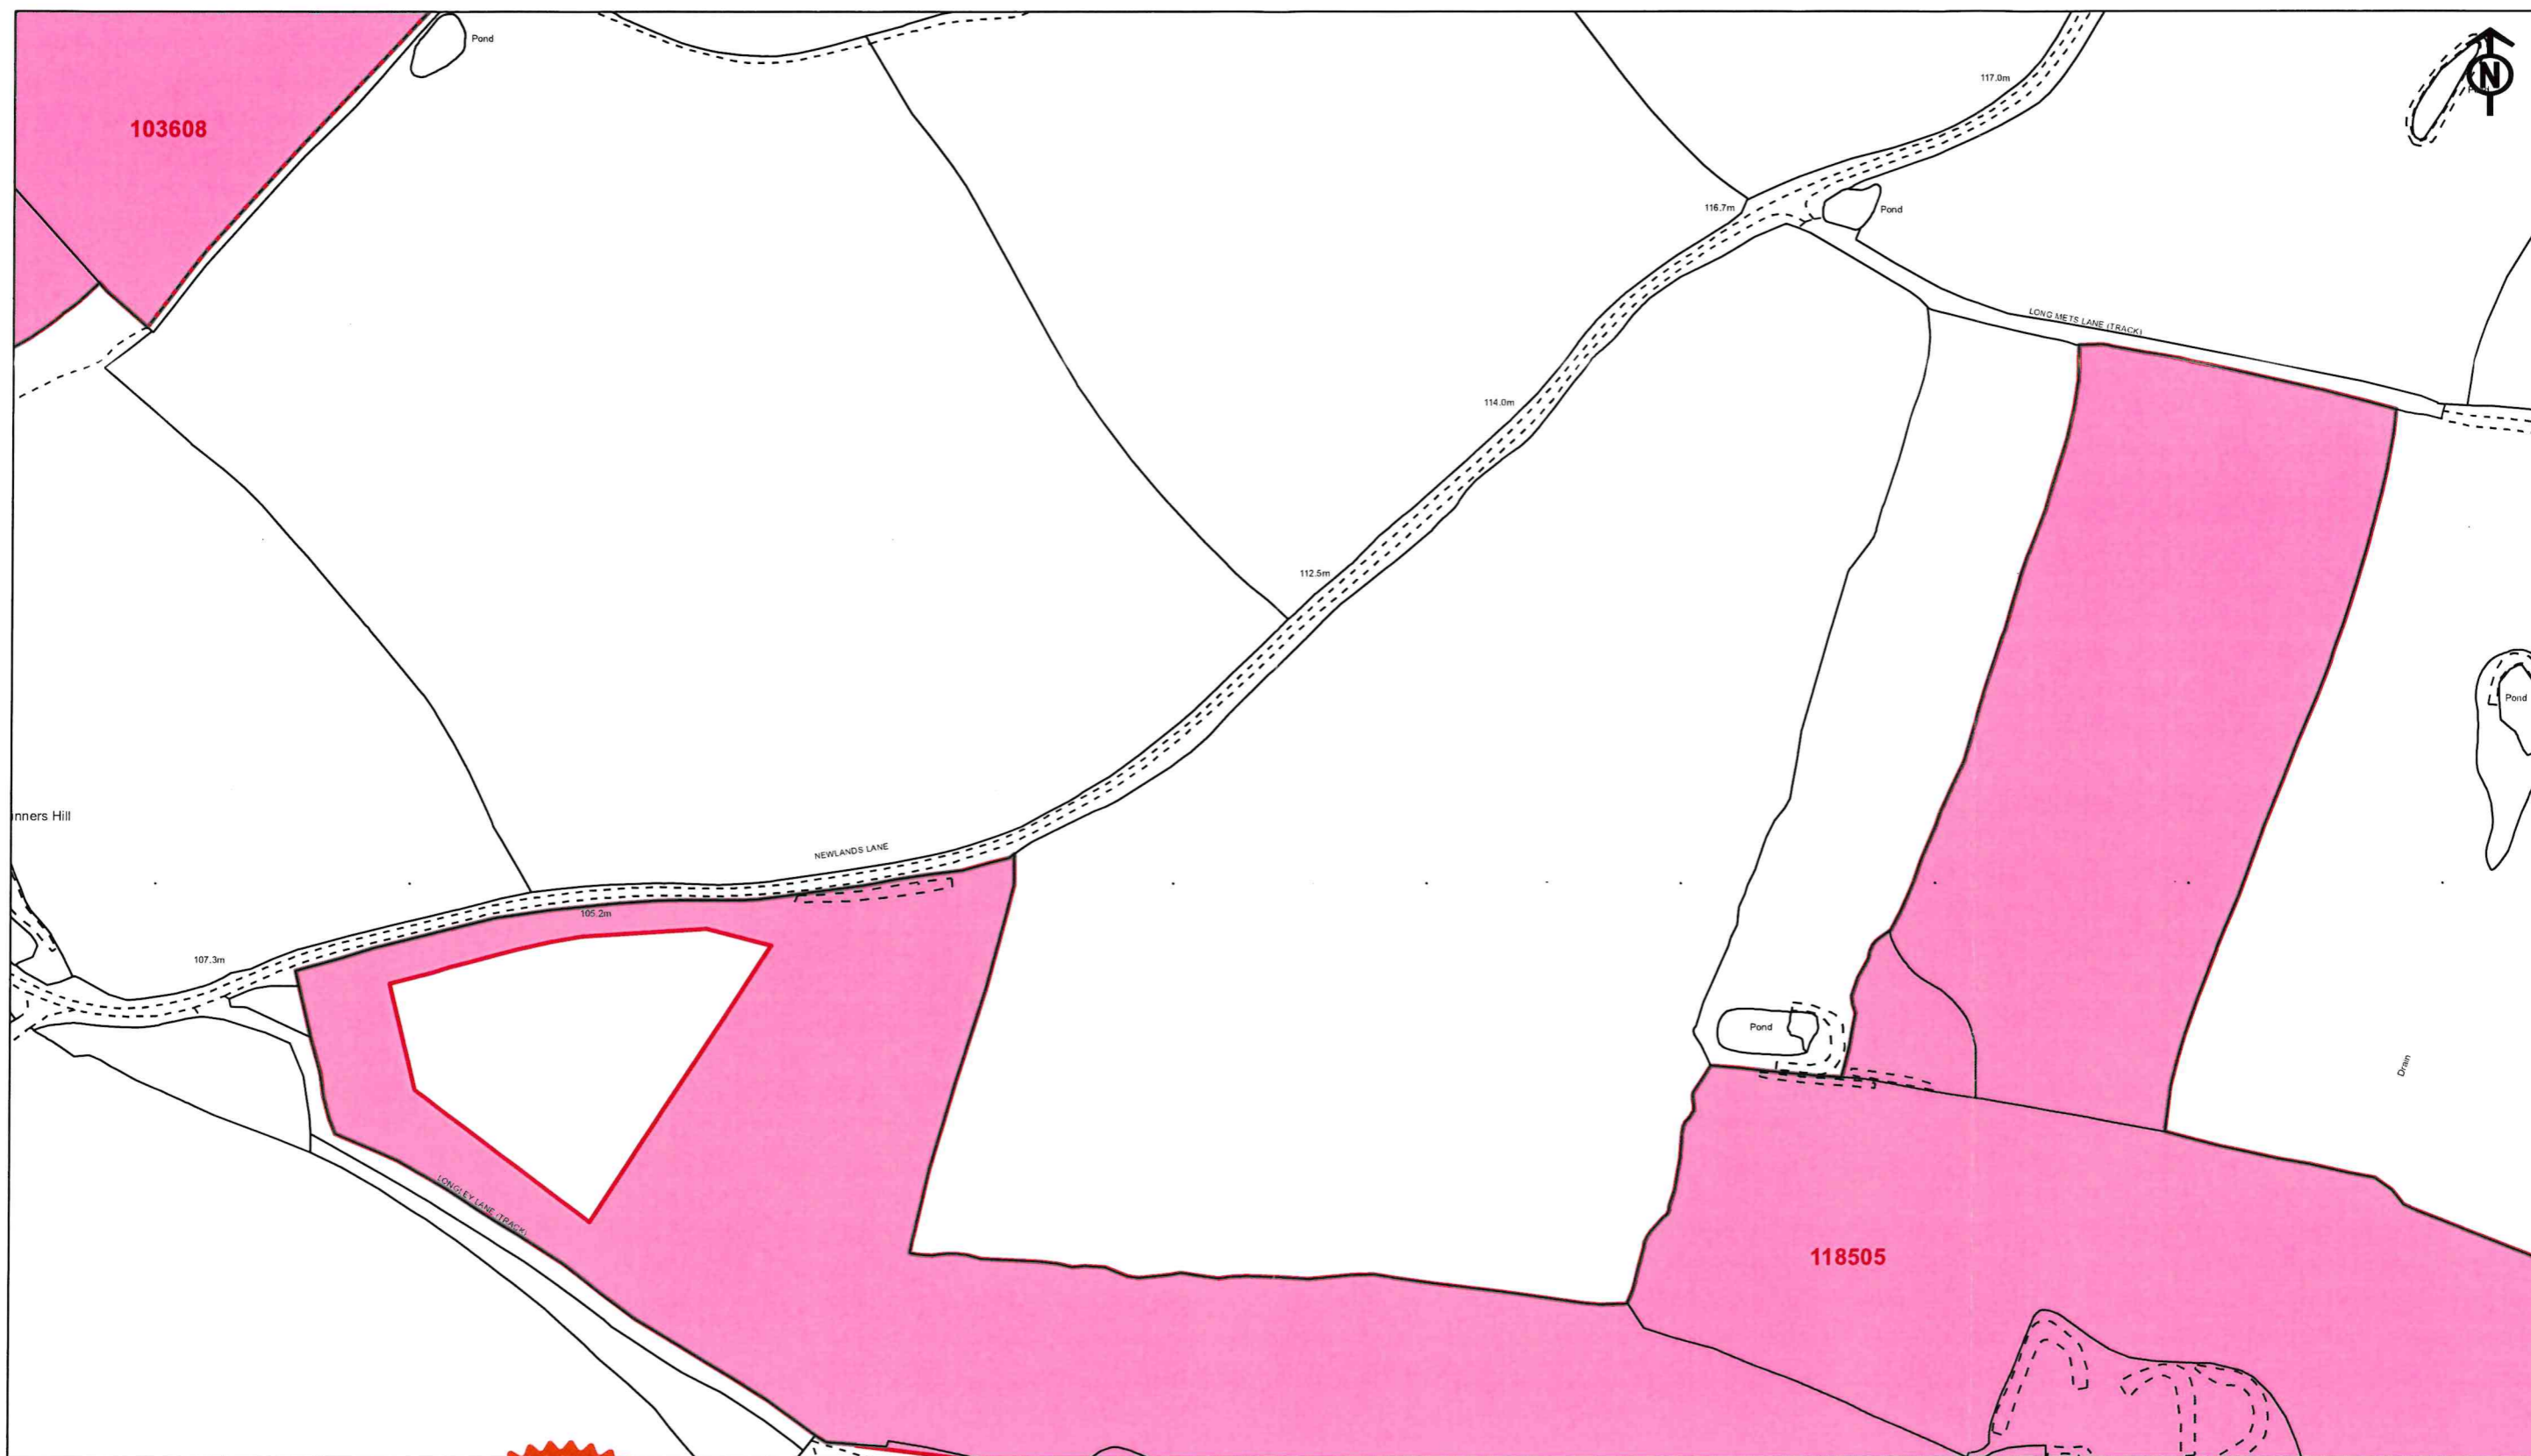 Pond
117.0m
N
103608
116.7m
Pond
LONG METS LANE (TRACK)
114.0m
112.5m
Pond
inners Hill
NEWLANDS LANE
105.2m
107.3m
Pond
Drain
LONGLEY LANE (TRACK)
118505